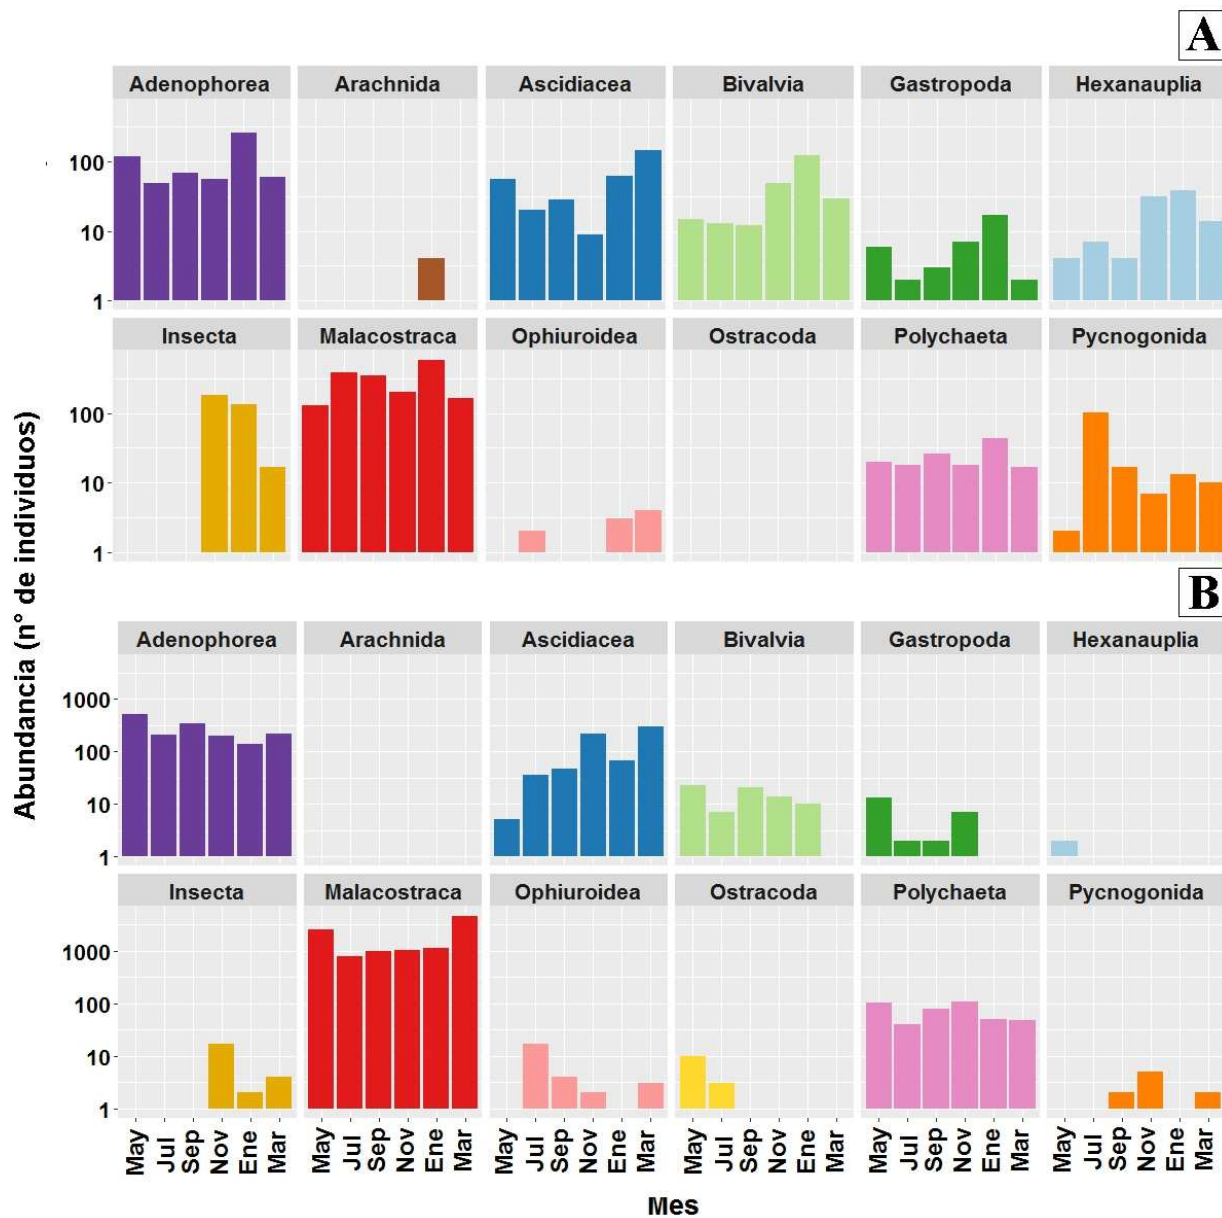 A
Adenophorea Arachnida Ascidiacea Bivalvia Gastropoda Hexanauplia
100
10
1
Insecta Malacostraca Ophiuroidea Ostracoda Polychaeta Pycnogonida
100
10
1
Abundancia (n° de individuos)
B
Adenophorea Arachnida Ascidiacea Bivalvia Gastropoda Hexanauplia
1000
100
10
1
Insecta Malacostraca Ophiuroidea Ostracoda Polychaeta Pycnogonida
1000
100
10
1
May Jul Sep Nov Ene Mar May Jul Sep Nov Ene Mar May Jul Sep Nov Ene Mar May Jul Sep Nov Ene Mar May Jul Sep Nov Ene Mar May Jul Sep Nov Ene Mar
Mes